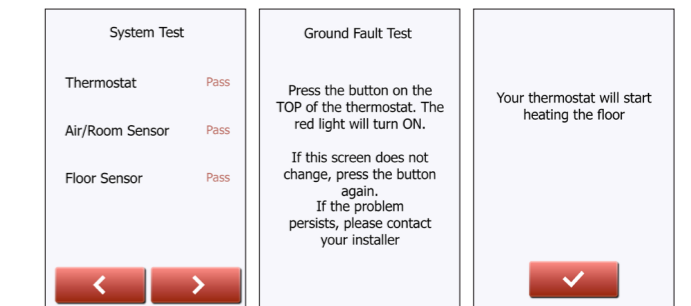 System Test
Thermostat Pass
Air/Room Sensor Pass
Floor Sensor Pass
Ground Fault Test
Press the button on the
TOP of the thermostat. The
red light will turn ON.
If this screen does not
change, press the button
again.
If the problem
persists, please contact
your installer
Your thermostat will start
heating the floor